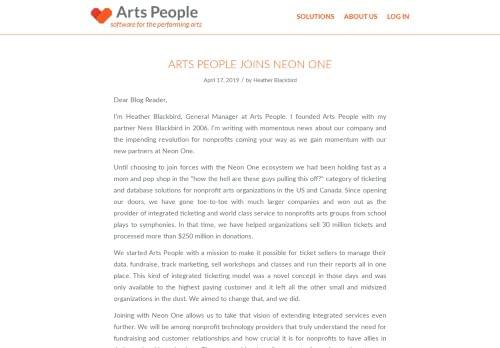 Arts People
software for the performing arts
SOLUTIONS ABOUT US LOG IN
ARTS PEOPLE JOINS NEON ONE
April 17, 2019 / by Heather Blackbird
Dear Blog Reader,
I'm Heather Blackbird, General Manager at Arts People. I founded Arts People with my
partner Ness Blackbird in 2006. I'm writing with momentous news about our company and
the impending revolution for nonprofits coming your way as we gain momentum with our
new partners at Neon One.
Until choosing to join forces with the Neon One ecosystem we had been holding fast as a
mom and pop shop in the "how the hell are these guys pulling this off?" category of ticketing
and database solutions for nonprofit arts organizations in the US and Canada. Since opening
our doors, we have gone toe-to-toe with much larger companies and won out as the
provider of integrated ticketing and world class service to nonprofits arts groups from school
plays to symphonies. In that time, we have helped organizations sell 30 million tickets and
processed more than $250 million in donations.
We started Arts People with a mission to make it possible for ticket sellers to manage their
data, fundraise, track marketing, sell workshops and classes and run their reports all in one
place. This kind of integrated ticketing model was a novel concept in those days and was
only available to the highest paying customer and it left all the other small and midsized
organizations in the dust. We aimed to change that, and we did.
Joining with Neon One allows us to take that vision of extending integrated services even
further. We will be among nonprofit technology providers that truly understand the need for
fundraising and customer relationships and how crucial it is for nonprofits to have allies in